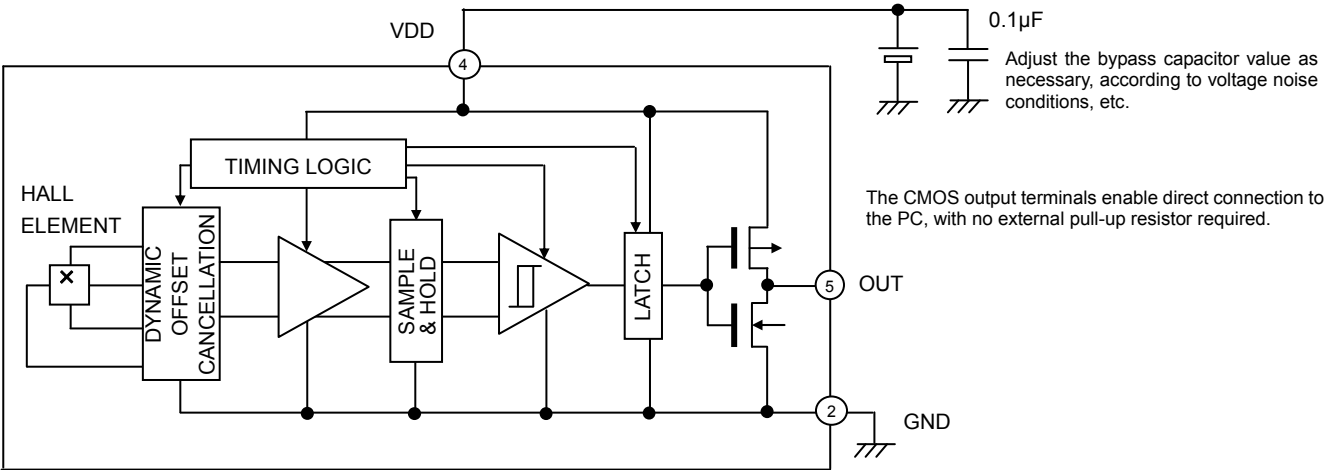 VDD
0.1µF
4
Adjust the bypass capacitor value as
necessary, according to voltage noise
conditions, etc.
TIMING LOGIC
HALL
ELEMENT
The CMOS output terminals enable direct connection to
the PC, with no external pull-up resistor required.
×
DYNAMIC
OFFSET
CANCELLATION
SAMPLE
& HOLD
LATCH
5
OUT
2
GND